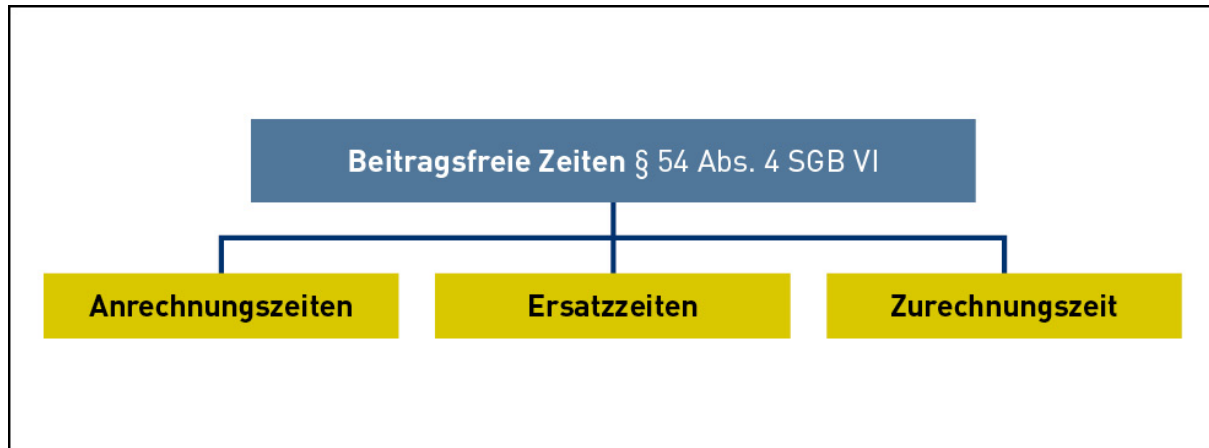 Beitragsfreie Zeiten § 54 Abs. 4 SGB VI
Anrechnungszeiten
Ersatzzeiten
Zurechnungszeit